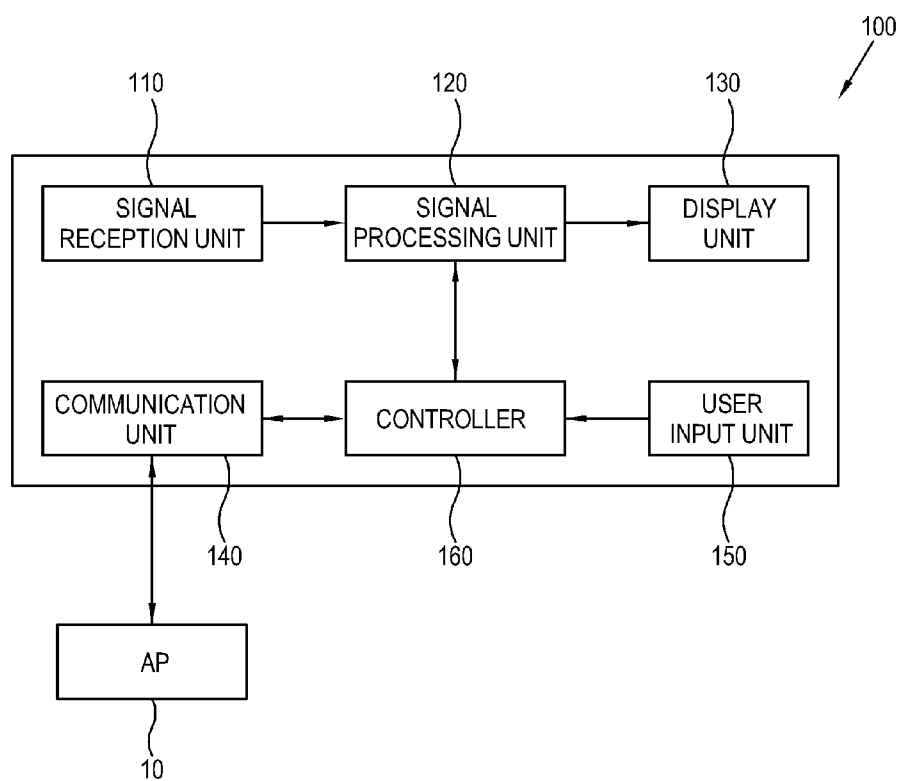 100
110
120
130
SIGNAL
RECEPTION UNIT
SIGNAL
PROCESSING UNIT
DISPLAY
UNIT
COMMUNICATION
UNIT
CONTROLLER
USER
INPUT UNIT
140
160
150
AP
10